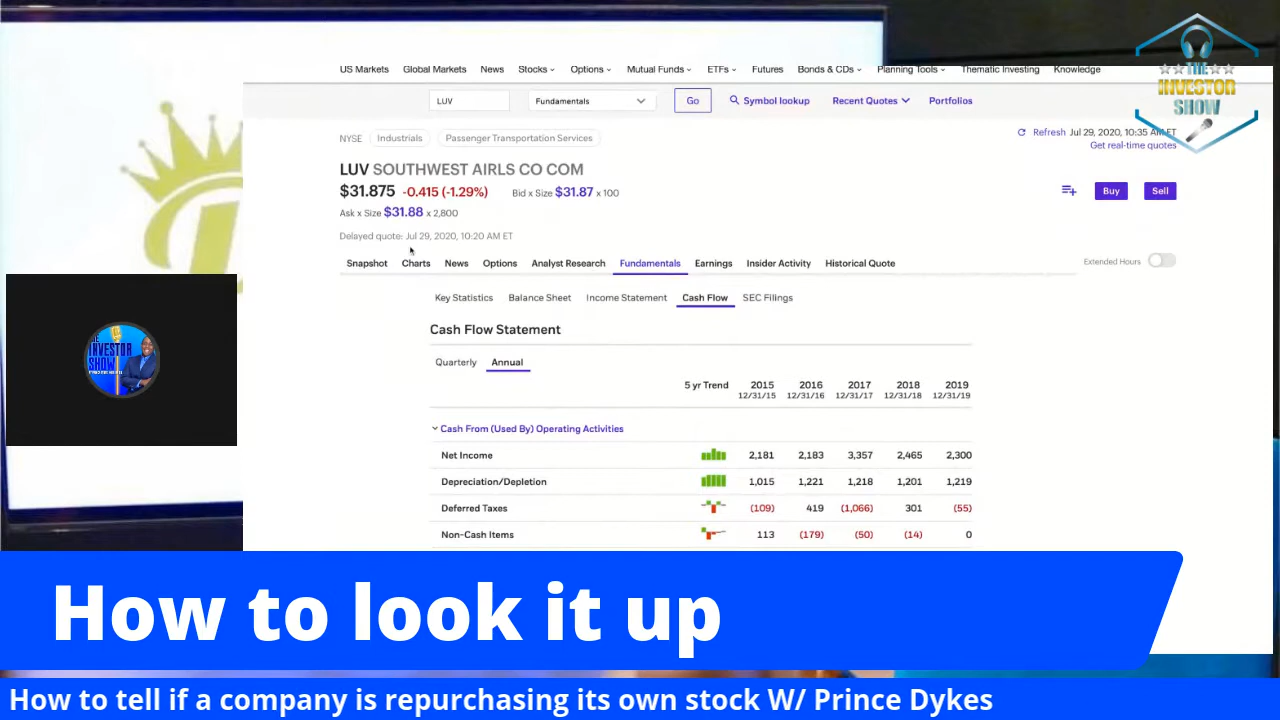 US Markets Global Markets News Stocks Options Mutual Funds ETFs Futures Bonds & CDs Planning Tools Thematic Investing Knowledge
THE
INVESTOR
SHOW
LUV Fundamentals Go Symbol lookup Recent Quotes Portfolios
NYSE Industrials Passenger Transportation Services
Refresh Jul 29, 2020, 10:35 AM ET
Get real-time quotes
LUV SOUTHWEST AIRLS CO COM
$31.875 -0.415 (-1.29%) Bid x Size $31.87 x 100
Buy Sell
Ask x Size $31.88 x 2,800
Delayed quote: Jul 29, 2020, 10:20 AM ET
Snapshot Charts News Options Analyst Research Fundamentals Earnings Insider Activity Historical Quote
Extended Hours
Key Statistics Balance Sheet Income Statement Cash Flow SEC Filings
Cash Flow Statement
Quarterly Annual
5 yr Trend 2015 2016 2017 2018 2019
12/31/15 12/31/16 12/31/17 12/31/18 12/31/19
Cash From (Used By) Operating Activities
Net Income 2,181 2,183 3,357 2,465 2,300
Depreciation/Depletion 1,015 1,221 1,218 1,201 1,219
Deferred Taxes (109) 419 (1,066) 301 (55)
Non-Cash Items 113 (179) (50) (14) 0
INVESTOR
SHOW
How to look it up
How to tell if a company is repurchasing its own stock W/ Prince Dykes